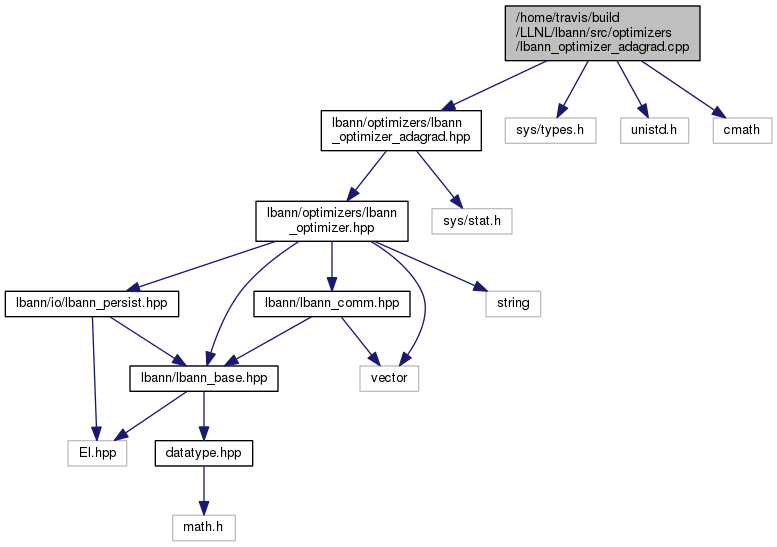 /home/travis/build
/LLNL/lbann/src/optimizers
/lbann_optimizer_adagrad.cpp
lbann/optimizers/lbann
_optimizer_adagrad.hpp
sys/types.h
unistd.h
cmath
lbann/optimizers/lbann
_optimizer.hpp
sys/stat.h
lbann/io/lbann_persist.hpp
lbann/lbann_comm.hpp
string
lbann/lbann_base.hpp
vector
El.hpp
datatype.hpp
math.h